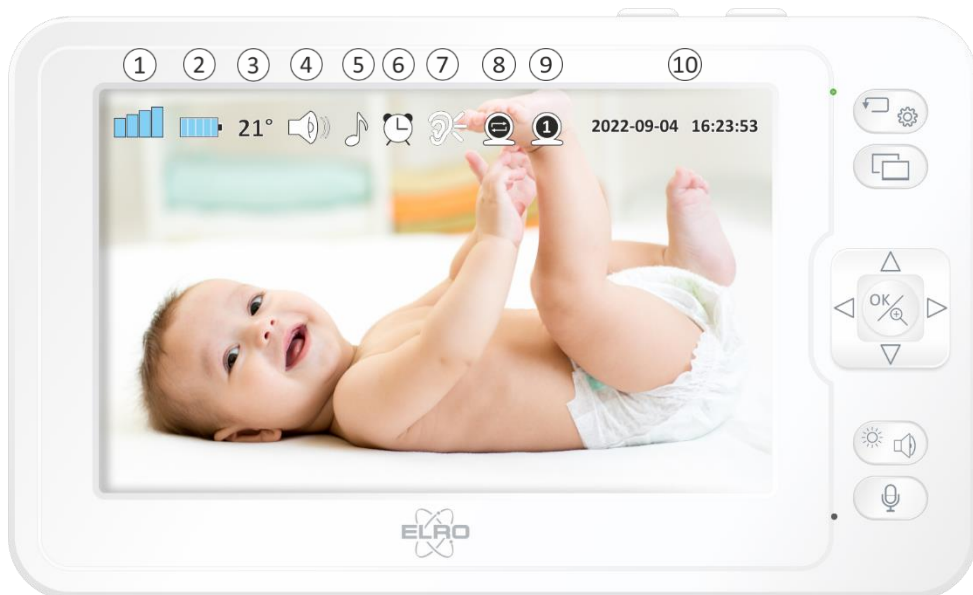 ① ② ③ ④ ⑤ ⑥ ⑦ ⑧ ⑨ ⑩
21° 1 2022-09-04 16:23:53
OK
ELRO